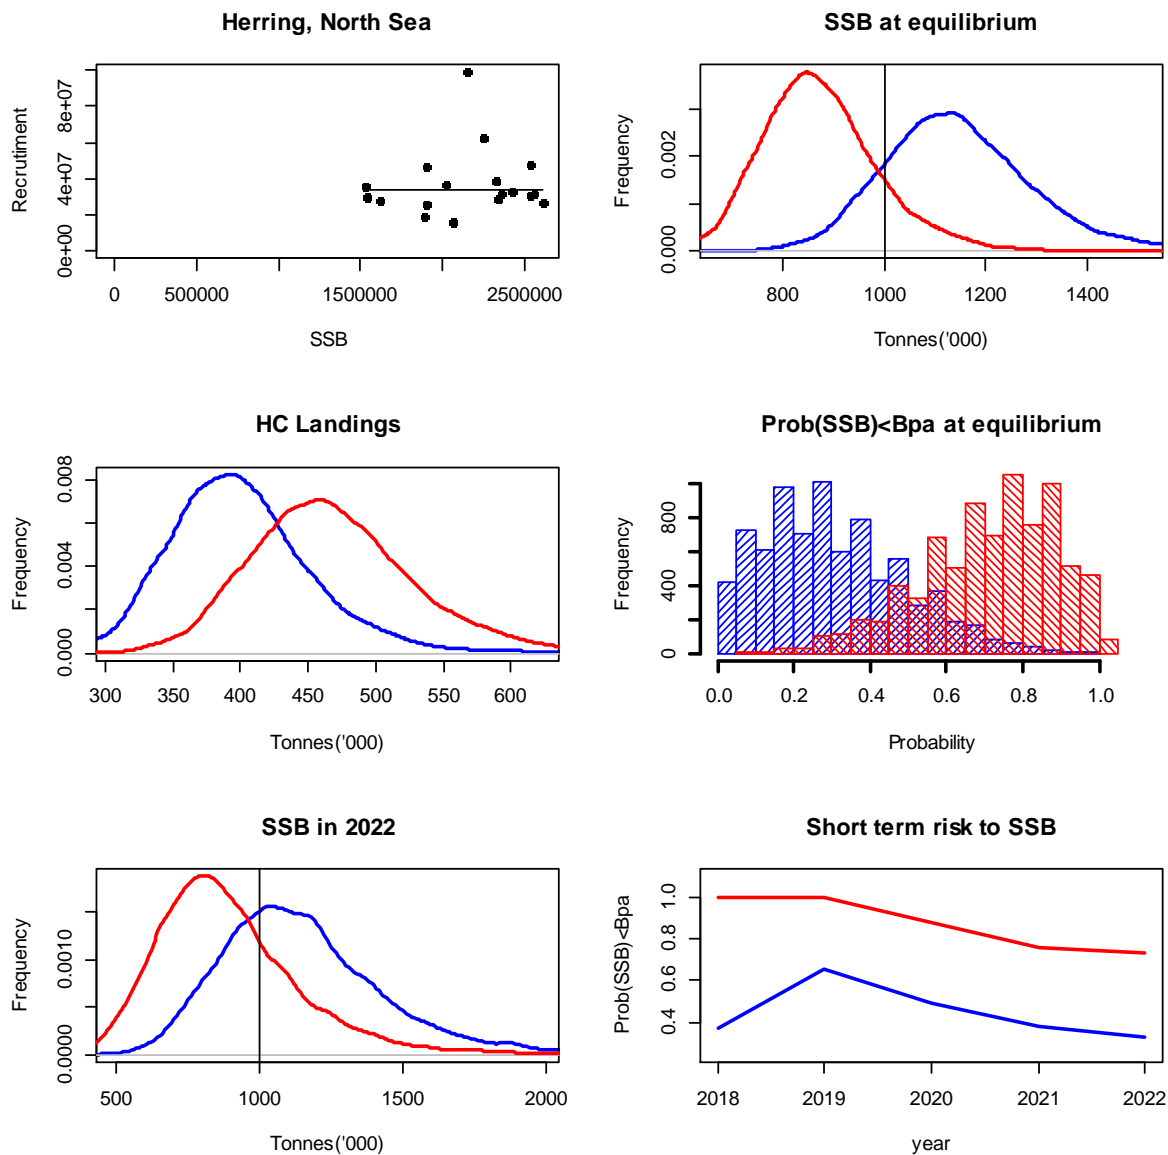 Herring, North Sea
Recrutiment
0e+00 4e+07 8e+07
0 500000 1500000 2500000
SSB
SSB at equilibrium
Frequency
0.000 0.002
800 1000 1200 1400
Tonnes('000)
HC Landings
Frequency
0.000 0.004 0.008
300 350 400 450 500 550 600
Tonnes('000)
Prob(SSB)<Bpa at equilibrium
Frequency
0 400 800
0.0 0.2 0.4 0.6 0.8 1.0
Probability
SSB in 2022
Frequency
0.0000 0.0010
500 1000 1500 2000
Tonnes('000)
Short term risk to SSB
Prob(SSB)<Bpa
0.4 0.6 0.8 1.0
2018 2019 2020 2021 2022
year